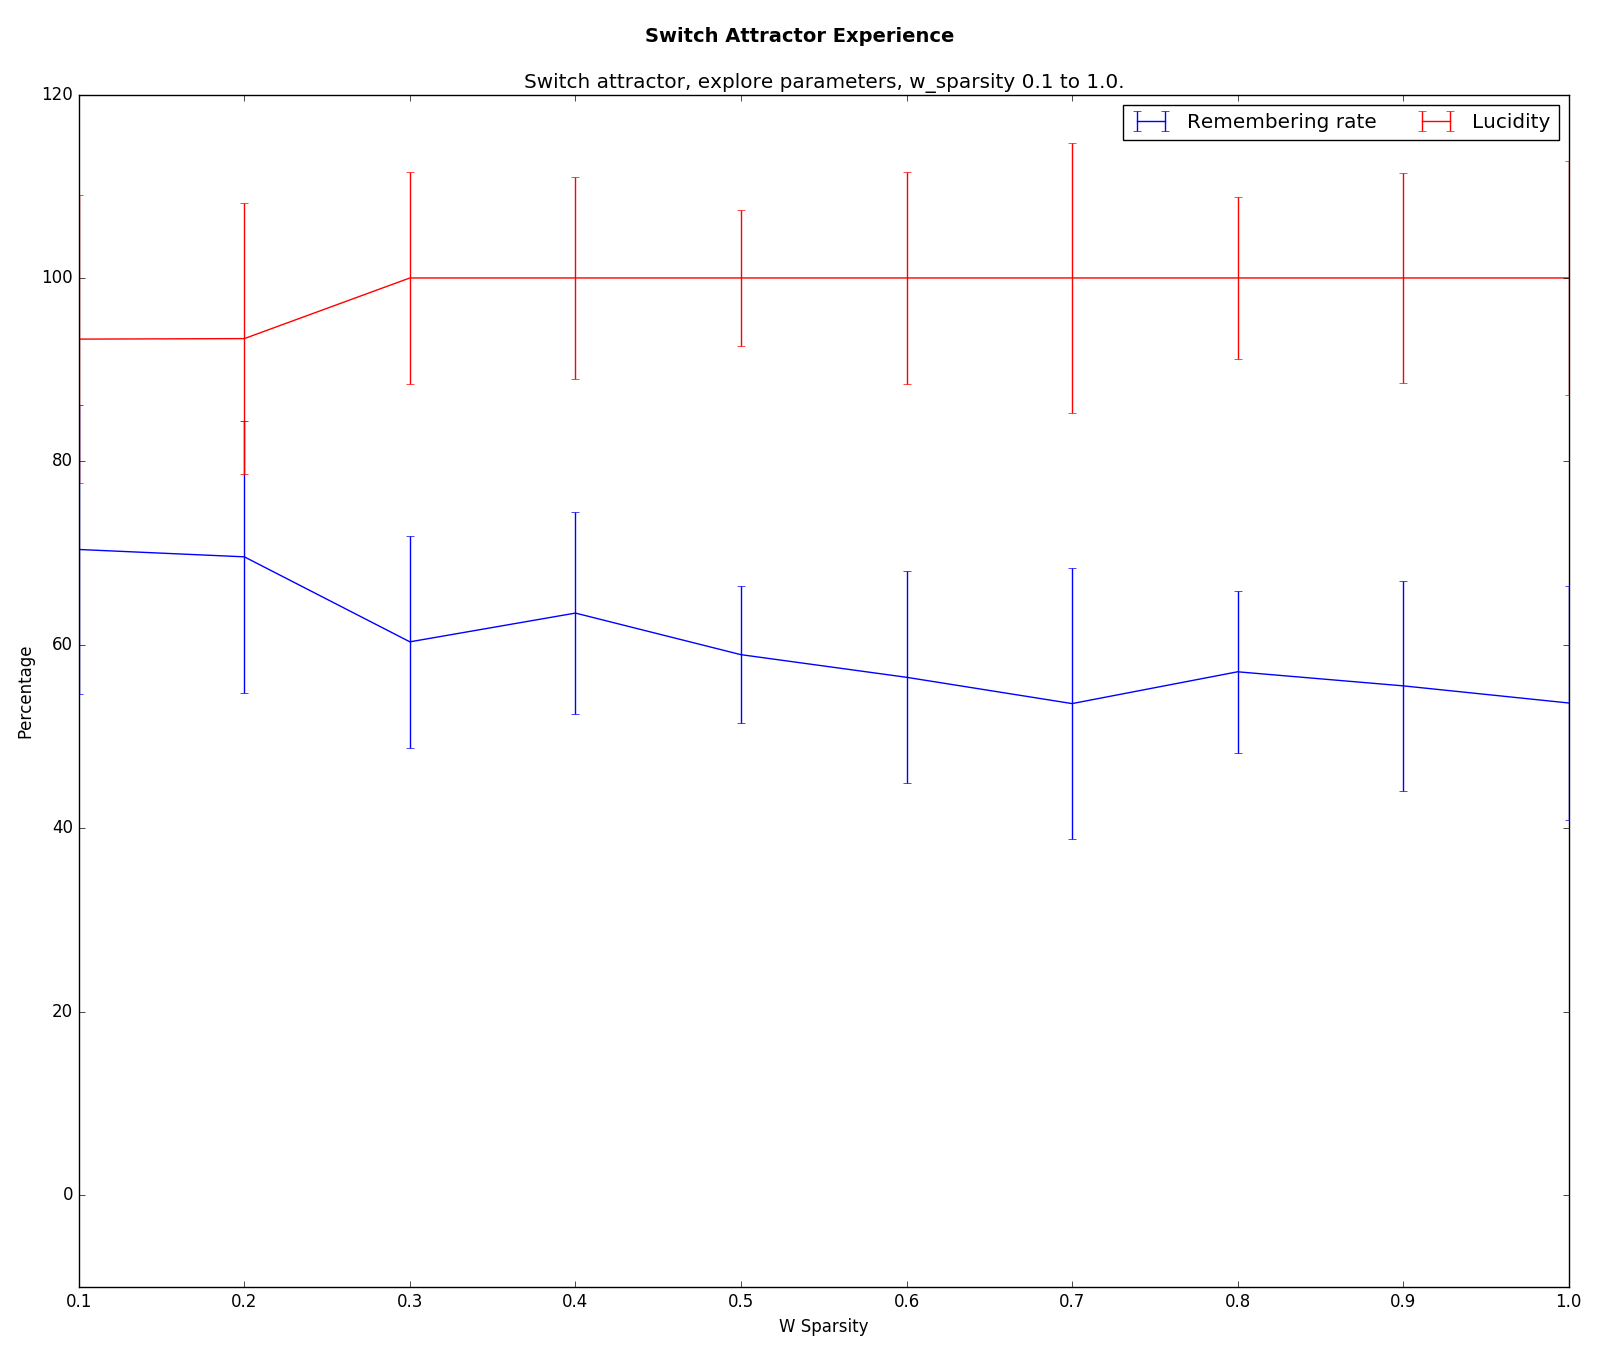 Switch Attractor Experience
Switch attractor, explore parameters, w_sparsity 0.1 to 1.0.
120
Remembering rate Lucidity
100
80
60
Percentage
40
20
0
0.1 0.2 0.3 0.4 0.5 0.6 0.7 0.8 0.9 1.0
W Sparsity